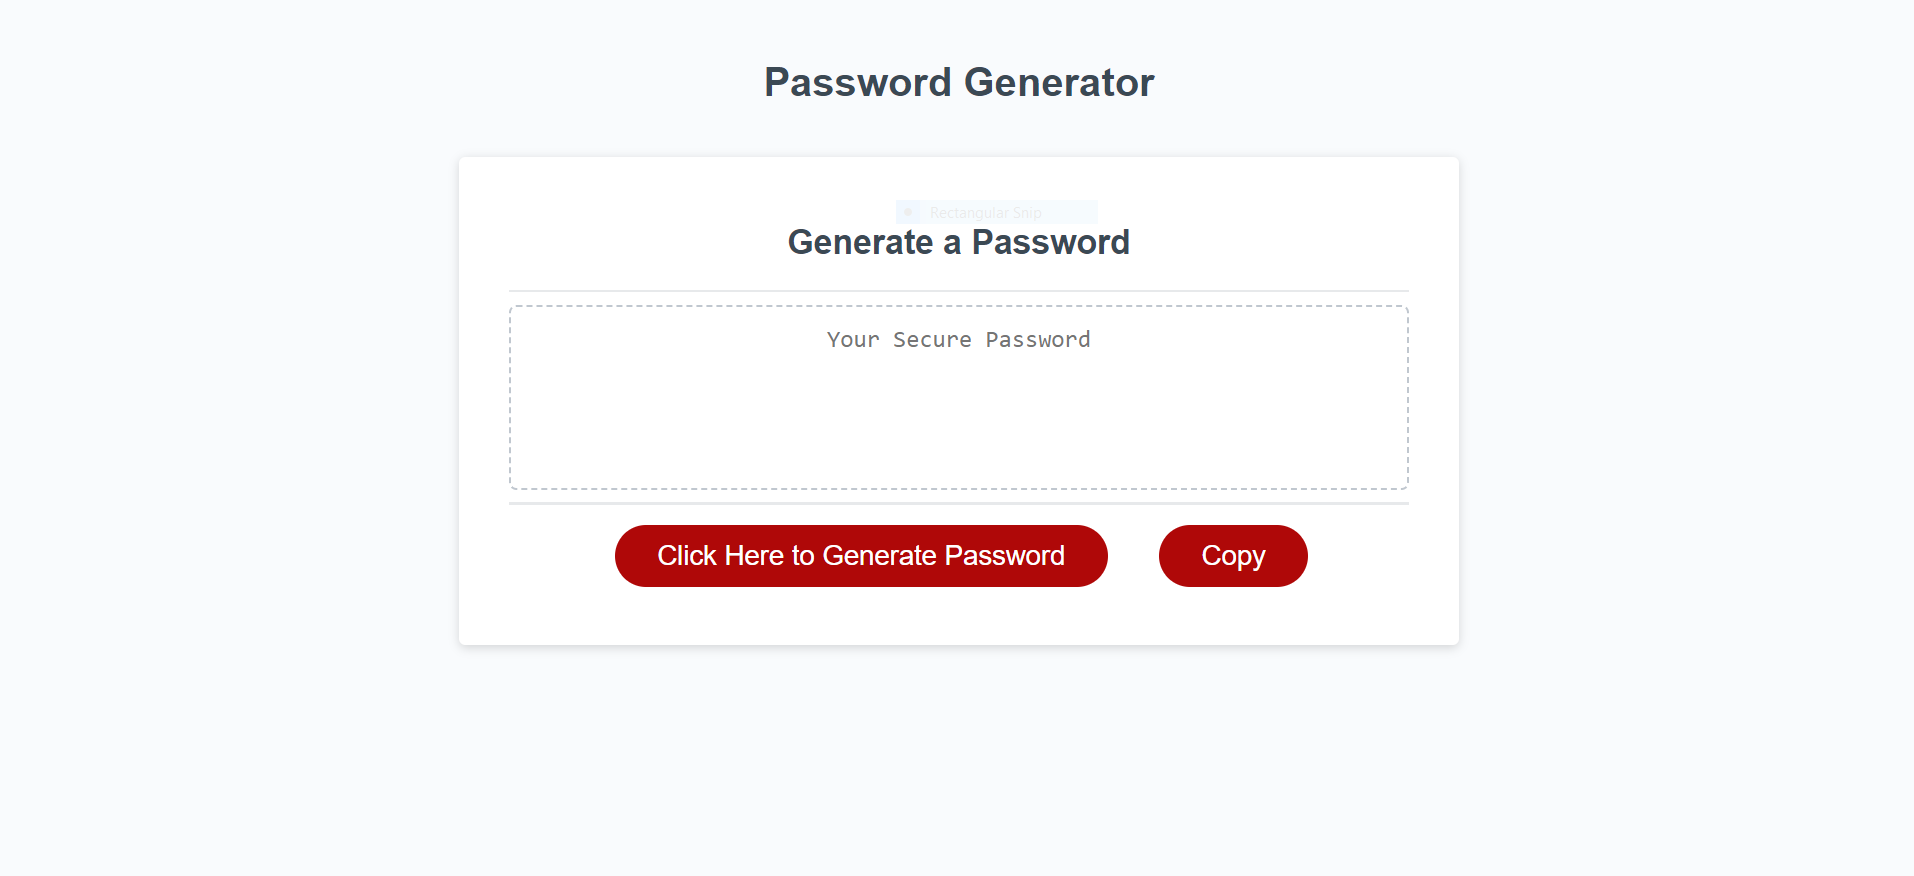 Password Generator
Rectangular Snip
Generate a Password
Your Secure Password
Click Here to Generate Password
Copy